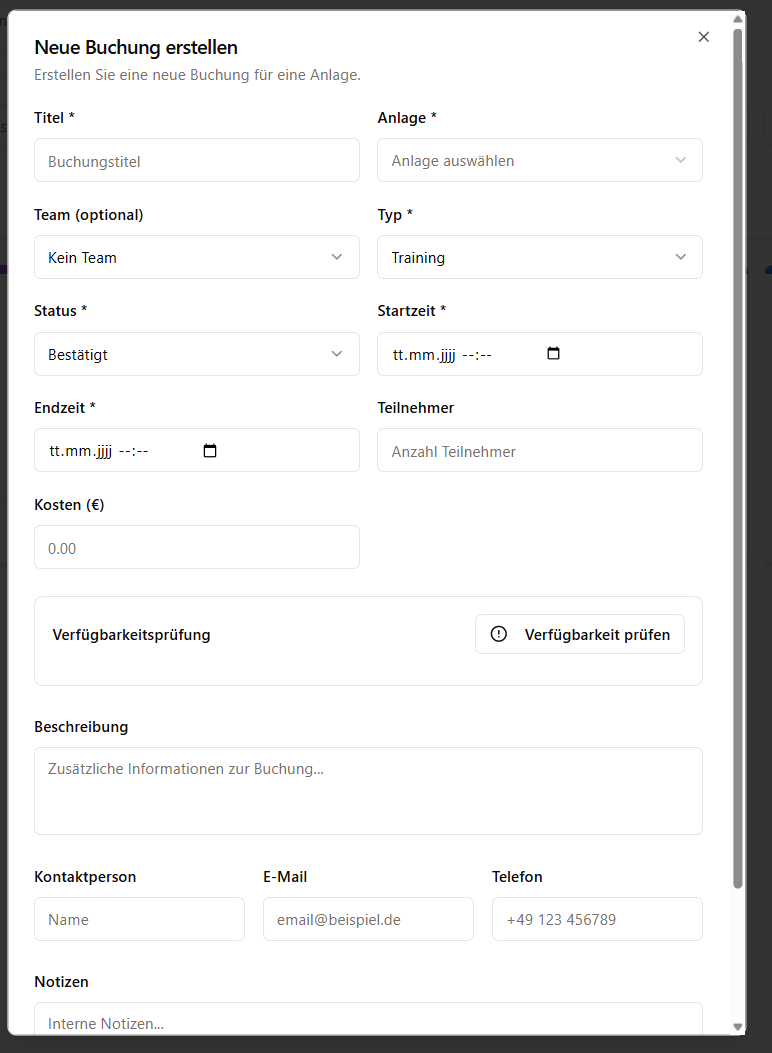 Neue Buchung erstellen
Erstellen Sie eine neue Buchung für eine Anlage.
Titel *
Anlage *
Buchungstitel
Anlage auswählen
Team (optional)
Typ *
Kein Team
Training
Status *
Startzeit *
Bestätigt
tt.mm.jjjj --:--
Endzeit *
Teilnehmer
tt.mm.jjjj --:--
Anzahl Teilnehmer
Kosten (€)
0.00
Verfügbarkeitsprüfung
Verfügbarkeit prüfen
Beschreibung
Zusätzliche Informationen zur Buchung...
Kontaktperson
E-Mail
Telefon
Name
email@beispiel.de
+49 123 456789
Notizen
Interne Notizen...